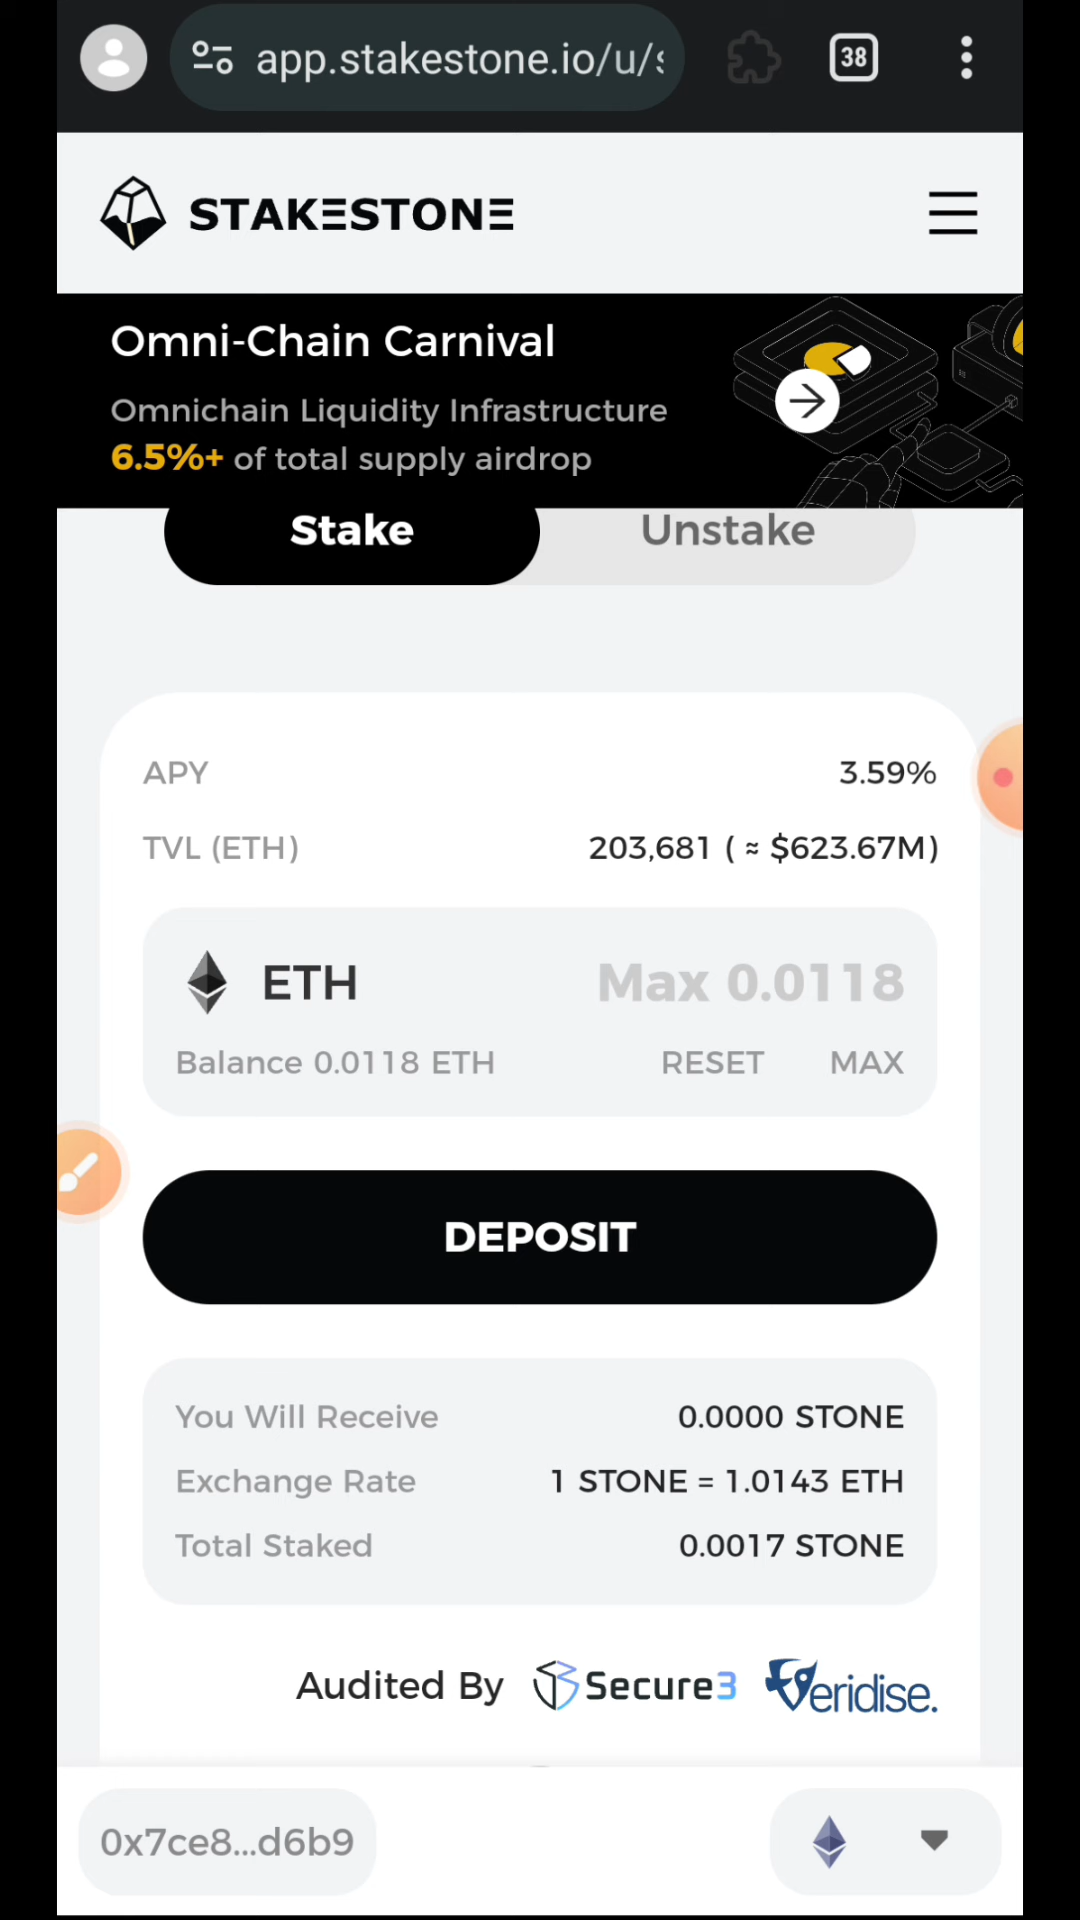 app.stakestone.io/u/s
38
STAKESTONE
Omni-Chain Carnival
Omnichain Liquidity Infrastructure
6.5%+ of total supply airdrop
Stake
Unstake
APY
3.59%
TVL (ETH)
203,681 ( ≈ $623.67M)
ETH
Max 0.0118
Balance 0.0118 ETH
RESET
MAX
DEPOSIT
You Will Receive
0.0000 STONE
Exchange Rate
1 STONE = 1.0143 ETH
Total Staked
0.0017 STONE
Audited By
Secure3
Veridise.
0x7ce8...d6b9